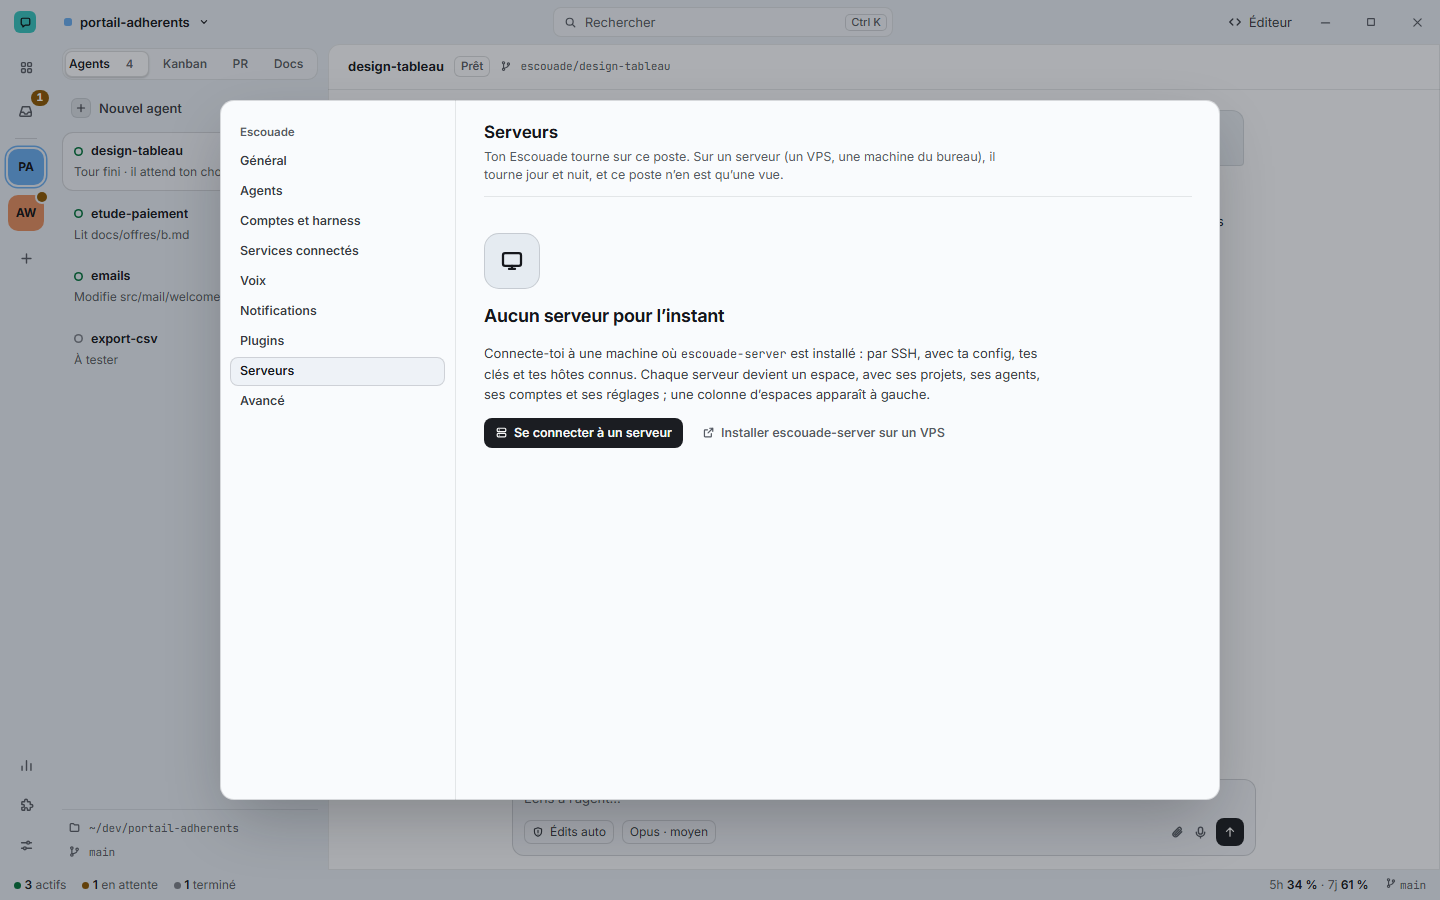 portail-adherents
Rechercher
Ctrl K
Éditeur
Agents 4
Kanban
PR
Docs
design-tableau
Prêt
escouade/design-tableau
1
Nouvel agent
PA
design-tableau
Tour fini · il attend ton cho
AW
etude-paiement
Lit docs/offres/b.md
emails
Modifie src/mail/welcome
export-csv
À tester
Escouade
Général
Agents
Comptes et harness
Services connectés
Voix
Notifications
Plugins
Serveurs
Avancé
Serveurs
Ton Escouade tourne sur ce poste. Sur un serveur (un VPS, une machine du bureau), il
tourne jour et nuit, et ce poste n’en est qu’une vue.
Aucun serveur pour l’instant
Connecte-toi à une machine où escouade-server est installé : par SSH, avec ta config, tes
clés et tes hôtes connus. Chaque serveur devient un espace, avec ses projets, ses agents,
ses comptes et ses réglages ; une colonne d’espaces apparaît à gauche.
Se connecter à un serveur
Installer escouade-server sur un VPS
s
Écris à l’agent…
Édits auto
Opus · moyen
~/dev/portail-adherents
main
3 actifs
1 en attente
1 terminé
5h 34 % · 7j 61 %
main